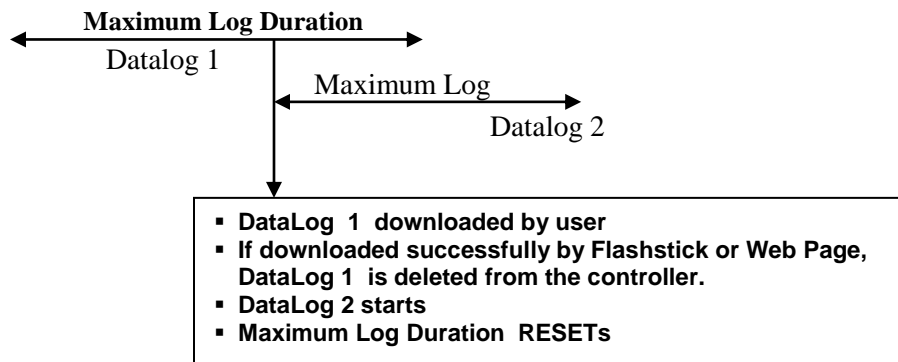 Maximum Log Duration
Datalog 1
Maximum Log
Datalog 2
▪ DataLog 1 downloaded by user
▪ If downloaded successfully by Flashstick or Web Page,
DataLog 1 is deleted from the controller.
▪ DataLog 2 starts
▪ Maximum Log Duration RESETs